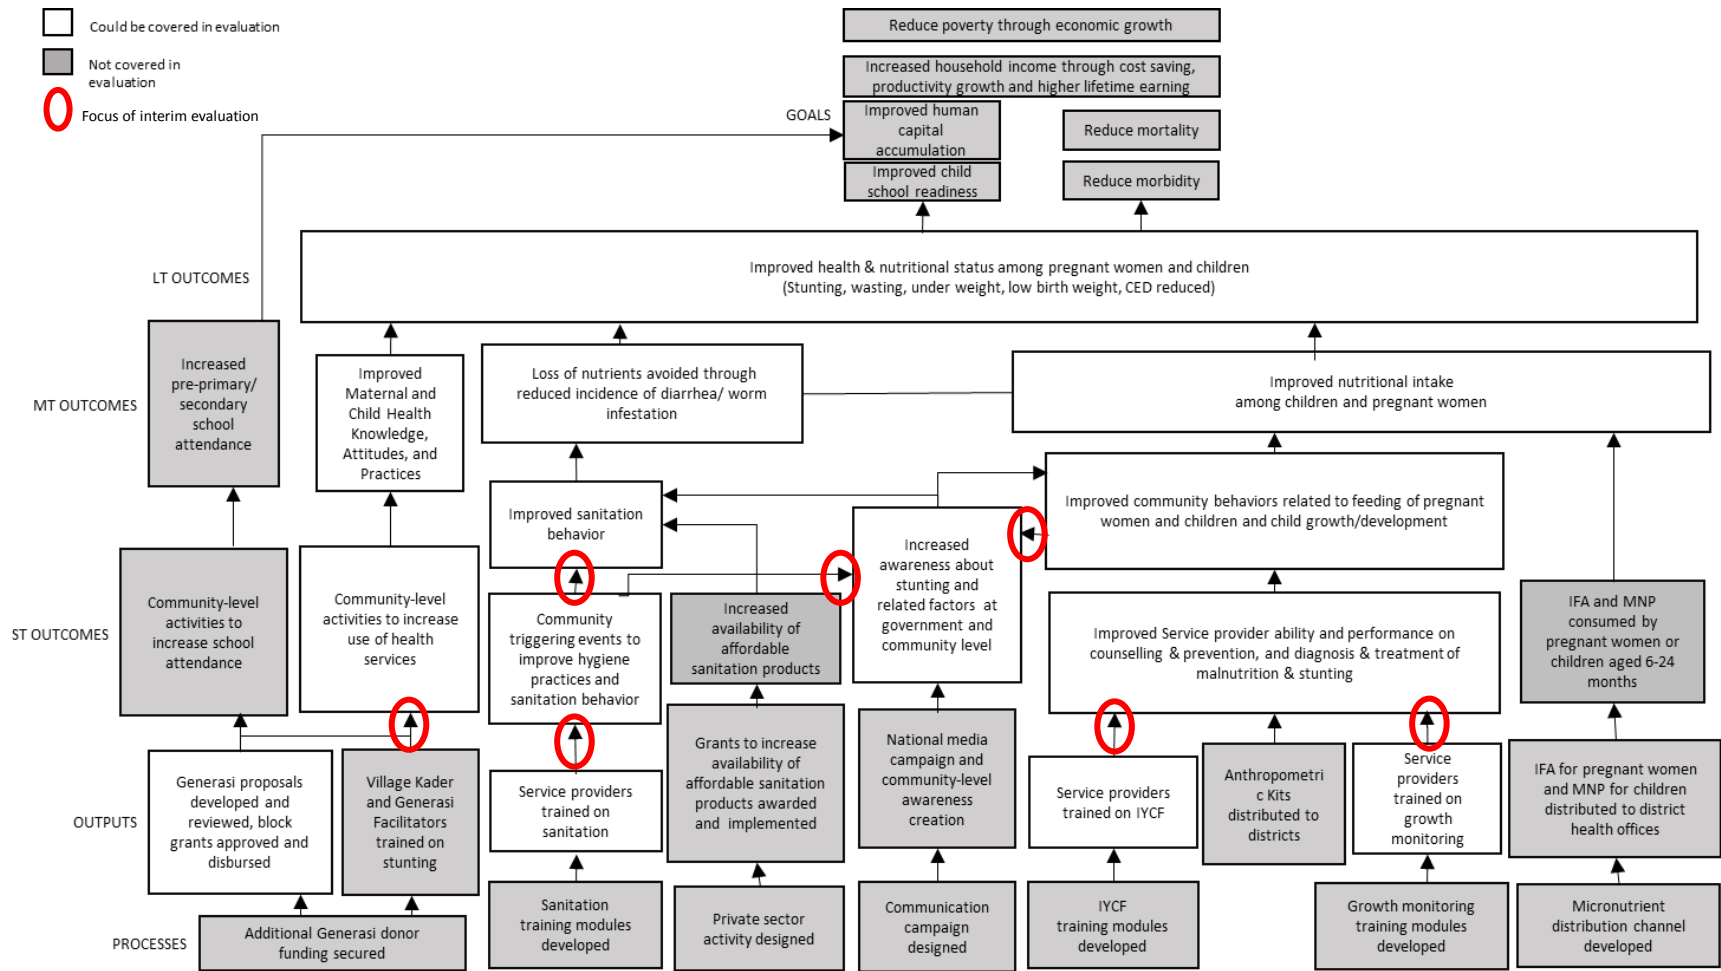 Could be covered in evaluation
Not covered in
evaluation
Focus of interim evaluation
Reduce poverty through economic growth
Increased household income through cost saving,
productivity growth and higher lifetime earning
GOALS
Improved human
capital
accumulation
Reduce mortality
Improved child
school readiness
Reduce morbidity
LT OUTCOMES
Improved health & nutritional status among pregnant women and children
(Stunting, wasting, under weight, low birth weight, CED reduced)
MT OUTCOMES
Increased
pre-primary/
secondary
school
attendance
Improved
Maternal and
Child Health
Knowledge,
Attitudes, and
Practices
Loss of nutrients avoided through
reduced incidence of diarrhea/ worm
infestation
Improved nutritional intake
among children and pregnant women
Improved sanitation
behavior
Improved community behaviors related to feeding of pregnant
women and children and child growth/development
ST OUTCOMES
Community-level
activities to
increase school
attendance
Community-level
activities to increase
use of health
services
Community
triggering events to
improve hygiene
practices and
sanitation behavior
Increased
availability of
affordable
sanitation products
Increased
awareness about
stunting and
related factors at
government and
community level
Improved Service provider ability and performance on
counselling & prevention, and diagnosis & treatment of
malnutrition & stunting
IFA and MNP
consumed by
pregnant women or
children aged 6-24
months
OUTPUTS
Generasi proposals
developed and
reviewed, block
grants approved and
disbursed
Village Kader
and Generasi
Facilitators
trained on
stunting
Service providers
trained on
sanitation
Grants to increase
availability of
affordable sanitation
products awarded
and implemented
National media
campaign and
community-level
awareness
creation
Service providers
trained on IYCF
Anthropometri
c Kits
distributed to
districts
Service
providers
trained on
growth
monitoring
IFA for pregnant women
and MNP for children
distributed to district
health offices
PROCESSES
Additional Generasi donor
funding secured
Sanitation
training modules
developed
Private sector
activity designed
Communication
campaign
designed
IYCF
training modules
developed
Growth monitoring
training modules
developed
Micronutrient
distribution channel
developed